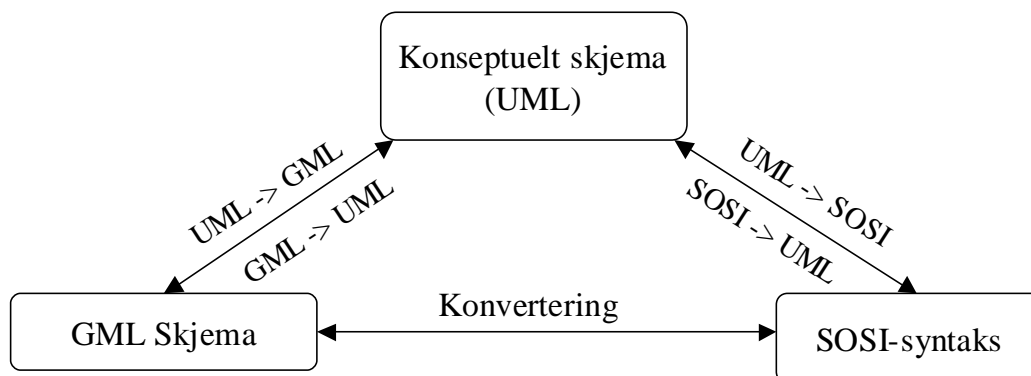 Konseptuelt skjema
(UML)
UML -> GML
GML -> UML
UML -> SOSI
SOSI -> UML
GML Skjema
Konvertering
SOSI-syntaks